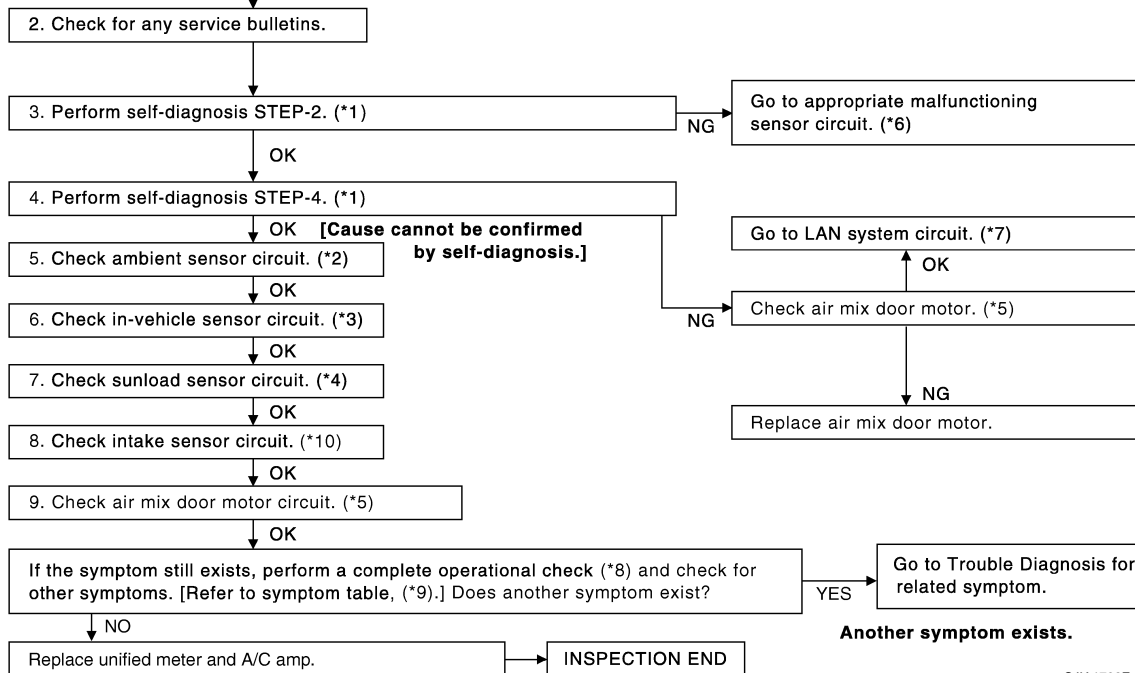 2. Check for any service bulletins.
3. Perform self-diagnosis STEP-2. (*1)
NG
Go to appropriate malfunctioning
sensor circuit. (*6)
OK
4. Perform self-diagnosis STEP-4. (*1)
OK
[Cause cannot be confirmed
by self-diagnosis.]
Go to LAN system circuit. (*7)
OK
NG
Check air mix door motor. (*5)
NG
Replace air mix door motor.
5. Check ambient sensor circuit. (*2)
OK
6. Check in-vehicle sensor circuit. (*3)
OK
7. Check sunload sensor circuit. (*4)
OK
8. Check intake sensor circuit. (*10)
OK
9. Check air mix door motor circuit. (*5)
OK
If the symptom still exists, perform a complete operational check (*8) and check for
other symptoms. [Refer to symptom table, (*9).] Does another symptom exist?
YES
Go to Trouble Diagnosis for
related symptom.
Another symptom exists.
NO
Replace unified meter and A/C amp.
INSPECTION END